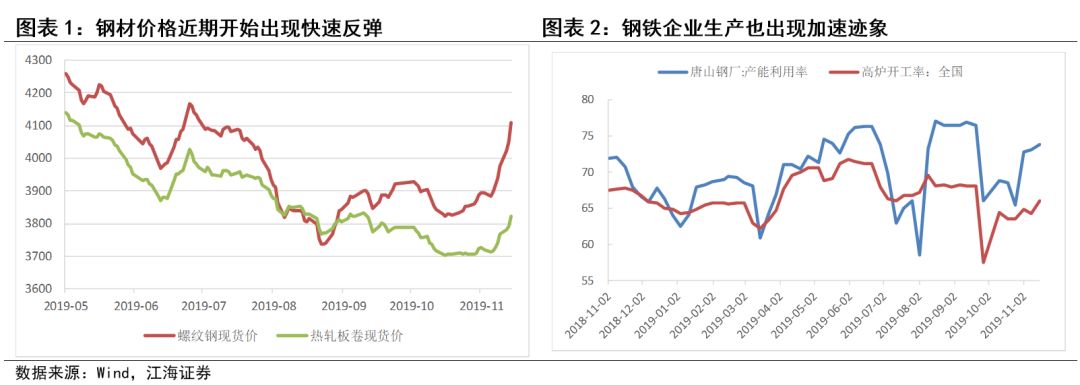 图表 1：钢材价格近期开始出现快速反弹
4300
4200
4100
4000
3900
3800
3700
3600
2019-05 2019-06 2019-07 2019-08 2019-09 2019-10 2019-11
螺纹钢现货价 热轧板卷现货价
图表 2：钢铁企业生产也出现加速迹象
唐山钢厂:产能利用率 高炉开工率：全国
80
75
70
65
60
55
2018-11-02 2018-12-02 2019-01-02 2019-02-02 2019-03-02 2019-04-02 2019-05-02 2019-06-02 2019-07-02 2019-08-02 2019-09-02 2019-10-02 2019-11-02
数据来源：Wind，江海证券